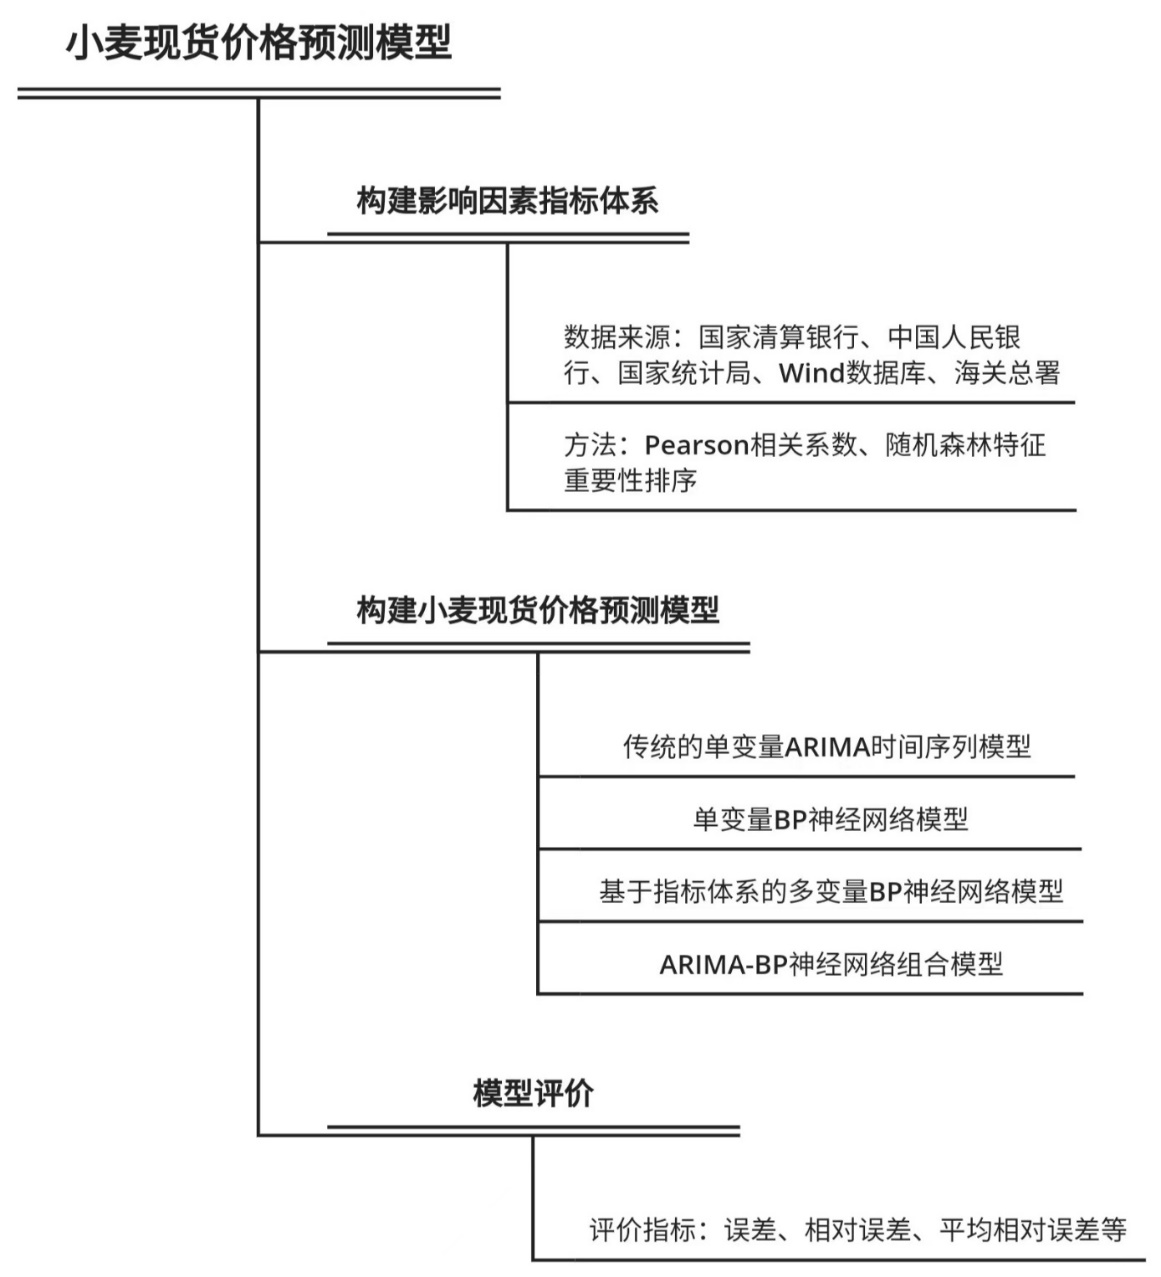 小麦现货价格预测模型
构建影响因素指标体系
数据来源：国家清算银行、中国人民银
行、国家统计局、Wind数据库、海关总署
方法：Pearson相关系数、随机森林特征
重要性排序
构建小麦现货价格预测模型
传统的单变量ARIMA时间序列模型
单变量BP神经网络模型
基于指标体系的多变量BP神经网络模型
ARIMA-BP神经网络组合模型
模型评价
评价指标：误差、相对误差、平均相对误差等